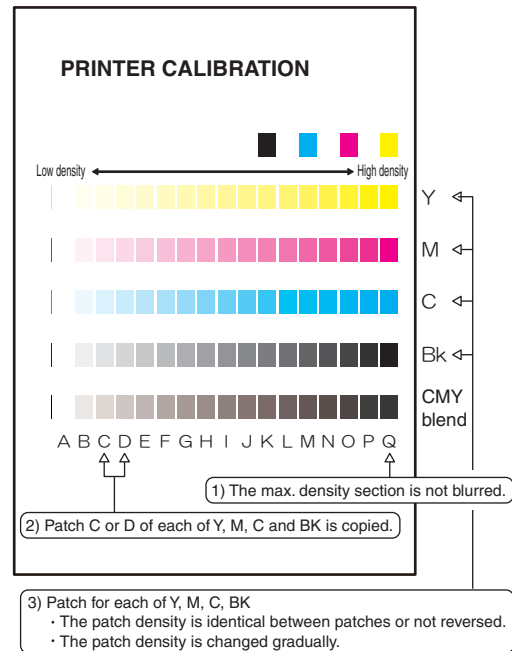 PRINTER CALIBRATION
Low density
High density
Y
M
C
Bk
CMY
blend
A B C D E F G H I J K L M N O P Q
1) The max. density section is not blurred.
2) Patch C or D of each of Y, M, C and BK is copied.
3) Patch for each of Y, M, C, BK
· The patch density is identical between patches or not reversed.
· The patch density is changed gradually.